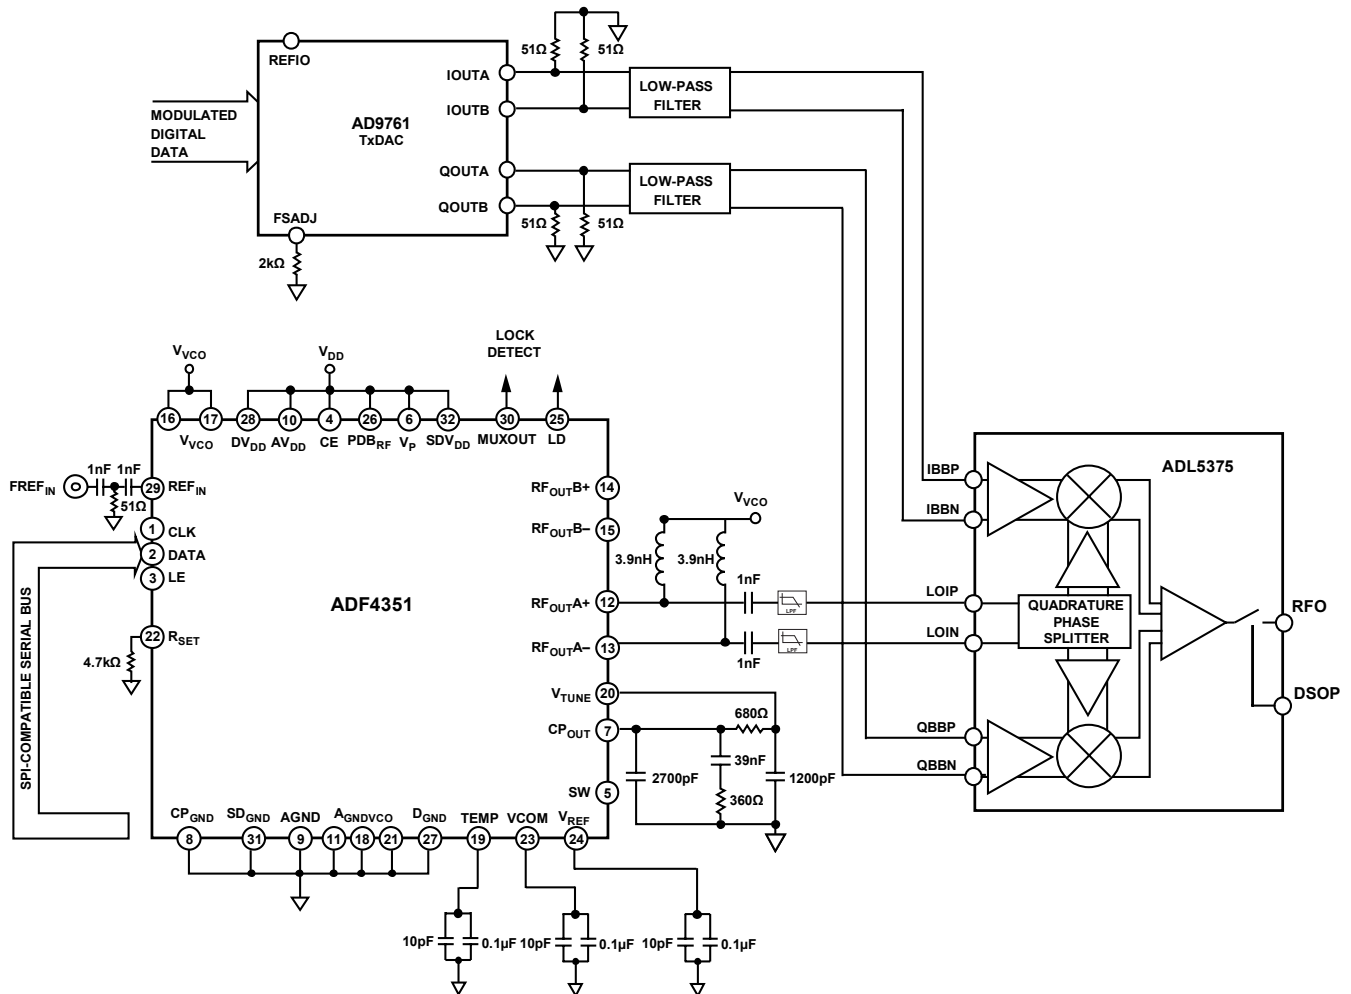 51Ω 51Ω
REFIO
IOUTA
LOW-PASS
FILTER
IOUTB
MODULATED
DIGITAL
DATA
AD9761
TxDAC
QOUTA
LOW-PASS
FILTER
QOUTB
FSADJ
51Ω 51Ω
2kΩ
LOCK
DETECT
VVCO
VDD
16 17 28 10 4 26 6 32 30 25
VVCO DVDD AVDD CE PDBRF VP SDVDD MUXOUT LD
1nF 1nF
FREFIN
29 REFIN
51Ω
1 CLK
2 DATA
3 LE
22 RSET
4.7kΩ
SPI-COMPATIBLE SERIAL BUS
ADF4351
RFOUTB+ 14
RFOUTB– 15
RFOUTA+ 12
RFOUTA– 13
VTUNE 20
CPOUT 7
SW 5
VVCO
3.9nH 3.9nH
1nF
LPF
1nF
LPF
680Ω
39nF
2700pF
1200pF
360Ω
CPGND SDGND AGND AGNDVCO DGND TEMP VCOM VREF
8 31 9 11 18 21 27 19 23 24
10pF 0.1µF 10pF 0.1µF 10pF 0.1µF
ADL5375
IBBP
IBBN
LOIP
LOIN
QUADRATURE
PHASE
SPLITTER
RFO
DSOP
QBBP
QBBN